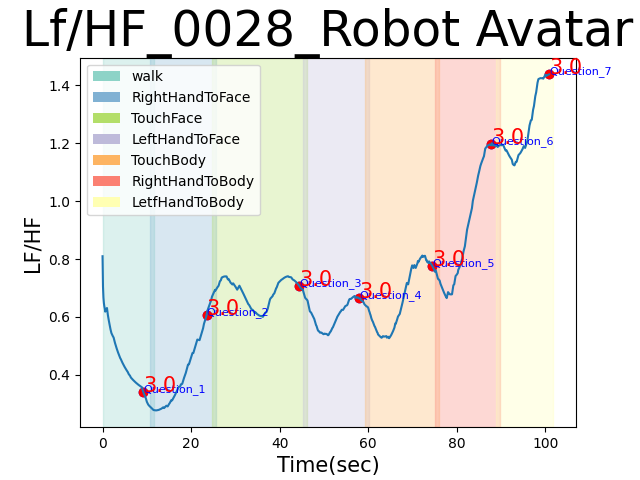 Lf/HF_0028_Robot Avatar
walk
RightHandToFace
TouchFace
LeftHandToFace
TouchBody
RightHandToBody
LetfHandToBody
3.0
Question_1
3.0
Question_2
3.0
Question_3
3.0
Question_4
3.0
Question_5
3.0
Question_6
3.0
Question_7
LF/HF
1.4
1.2
1.0
0.8
0.6
0.4
0 20 40 60 80 100
Time(sec)